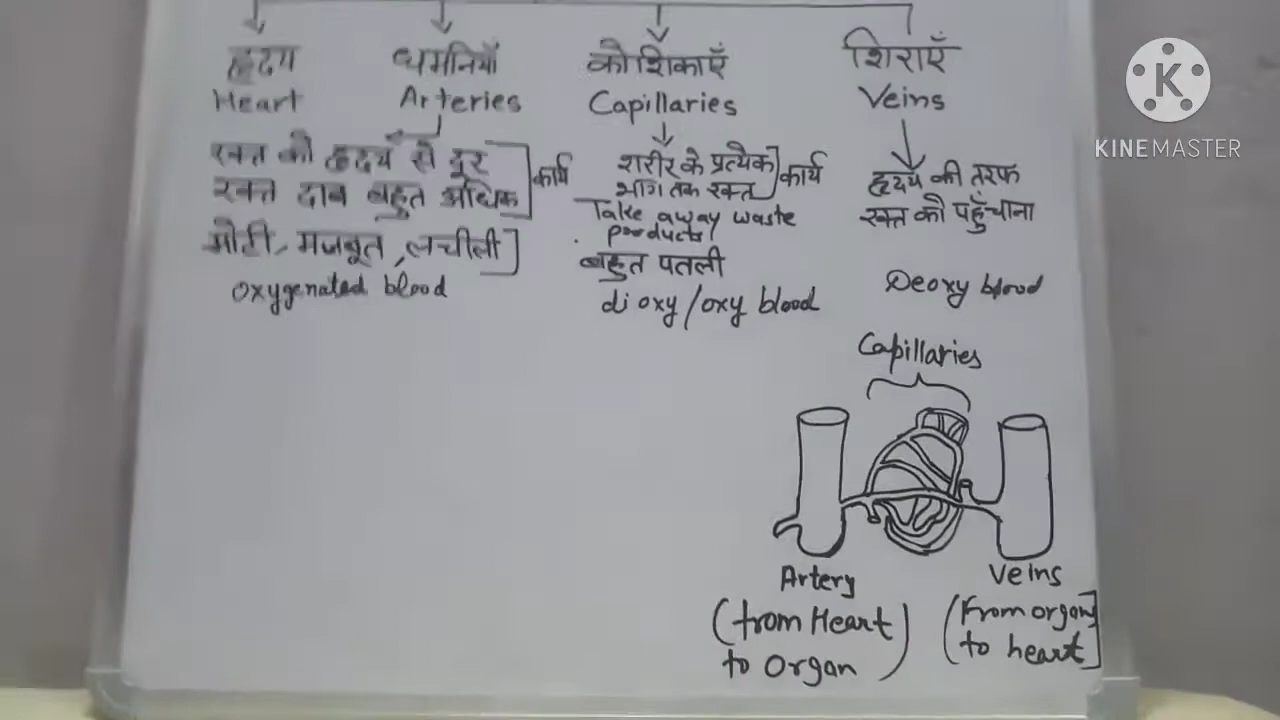 हृदय
Heart
धमनियाँ
Arteries
रक्त को हृदय से दूर
रक्त दाब बहुत अधिक
कार्य
मोटी, मजबूत, लचीली
oxygenated blood
कोशिकाएँ
Capillaries
शरीर के प्रत्येक
भाग तक रक्त
कार्य
Take away waste
products
बहुत पतली
di oxy/oxy blood
शिराएँ
Veins
हृदय की तरफ
रक्त को पहुँचाना
Deoxy blood
Capillaries
Artery
(from Heart
to Organ)
Veins
(From organ
to heart]
K
KINEMASTER